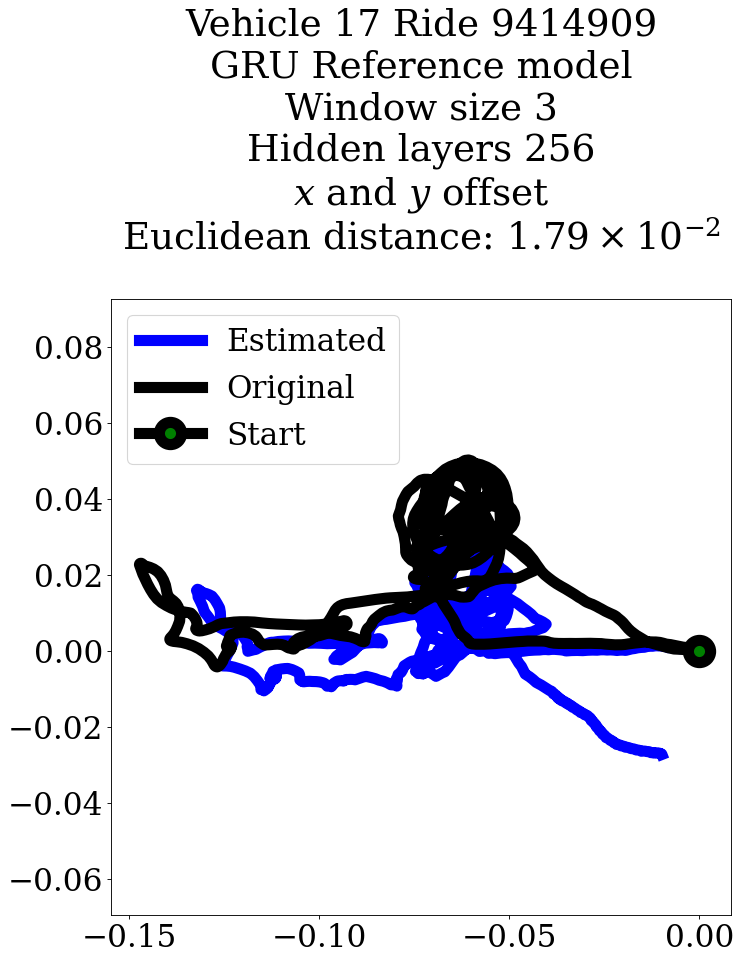 Vehicle 17 Ride 9414909
GRU Reference model
Window size 3
Hidden layers 256
x and y offset
Euclidean distance: 1.79 × 10⁻²
Estimated
Original
Start
0.08
0.06
0.04
0.02
0.00
−0.02
−0.04
−0.06
−0.15
−0.10
−0.05
0.00